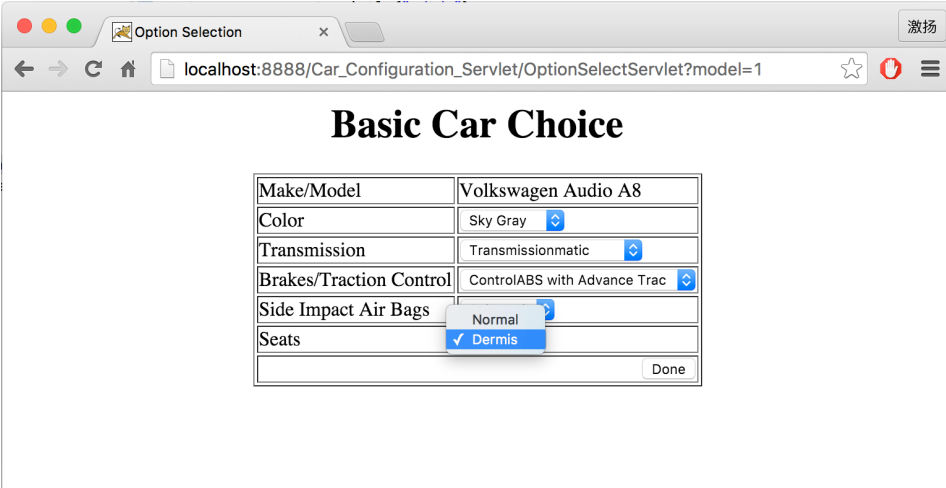 Option Selection
激扬
localhost:8888/Car_Configuration_Servlet/OptionSelectServlet?model=1
Basic Car Choice
Make/Model Volkswagen Audio A8
Color Sky Gray
Transmission Transmissionmatic
Brakes/Traction Control ControlABS with Advance Trac
Side Impact Air Bags
Normal
Seats ✓ Dermis
Done